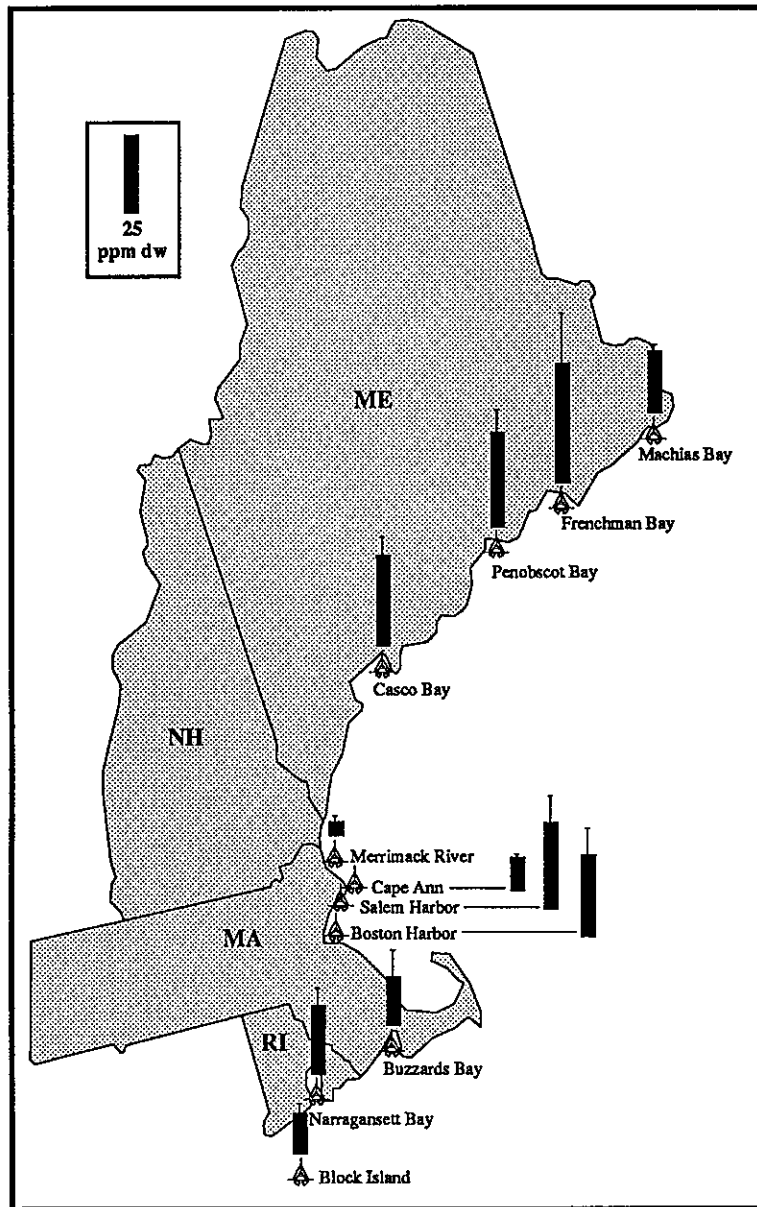 25
ppm dw
ME
Machias Bay
Frenchman Bay
Penobscot Bay
Casco Bay
NH
Merrimack River
Cape Ann
Salem Harbor
MA
Boston Harbor
RI
Buzzards Bay
Narragansett Bay
Block Island